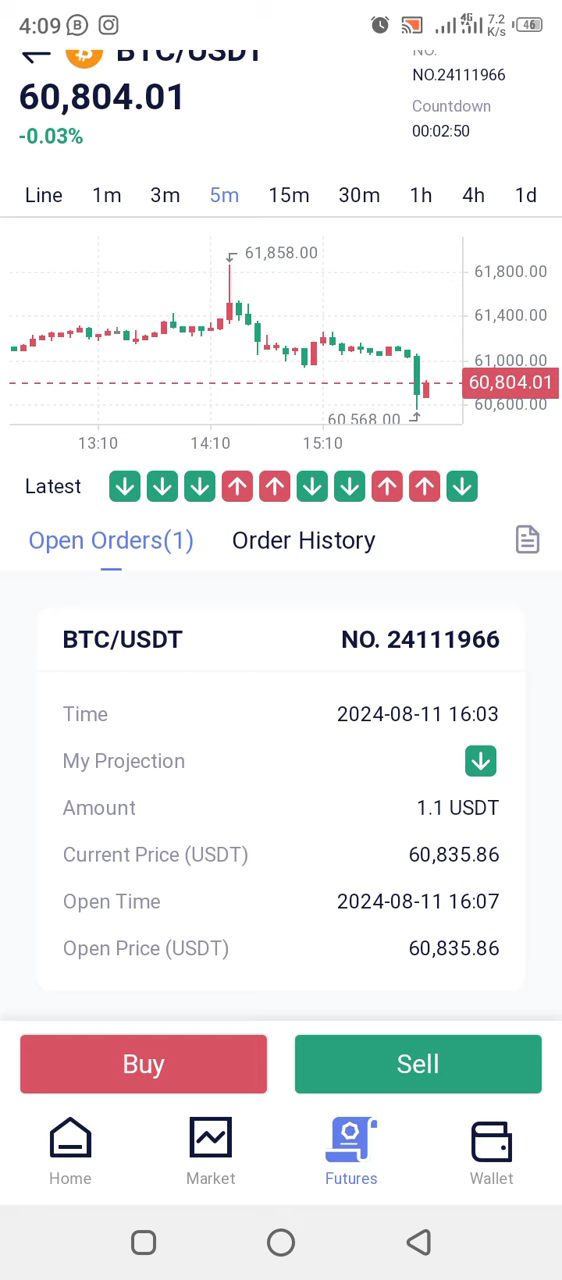 4:09 4G 7.2 K/s 46
BTC/USDT NO.
60,804.01 NO.24111966
-0.03% Countdown
00:02:50
Line 1m 3m 5m 15m 30m 1h 4h 1d
61,858.00
61,800.00
61,400.00
61,000.00
60,804.01
60,600.00
60,568.00
13:10 14:10 15:10
Latest
Open Orders(1) Order History
BTC/USDT NO. 24111966
Time 2024-08-11 16:03
My Projection
Amount 1.1 USDT
Current Price (USDT) 60,835.86
Open Time 2024-08-11 16:07
Open Price (USDT) 60,835.86
Buy Sell
Home Market Futures Wallet